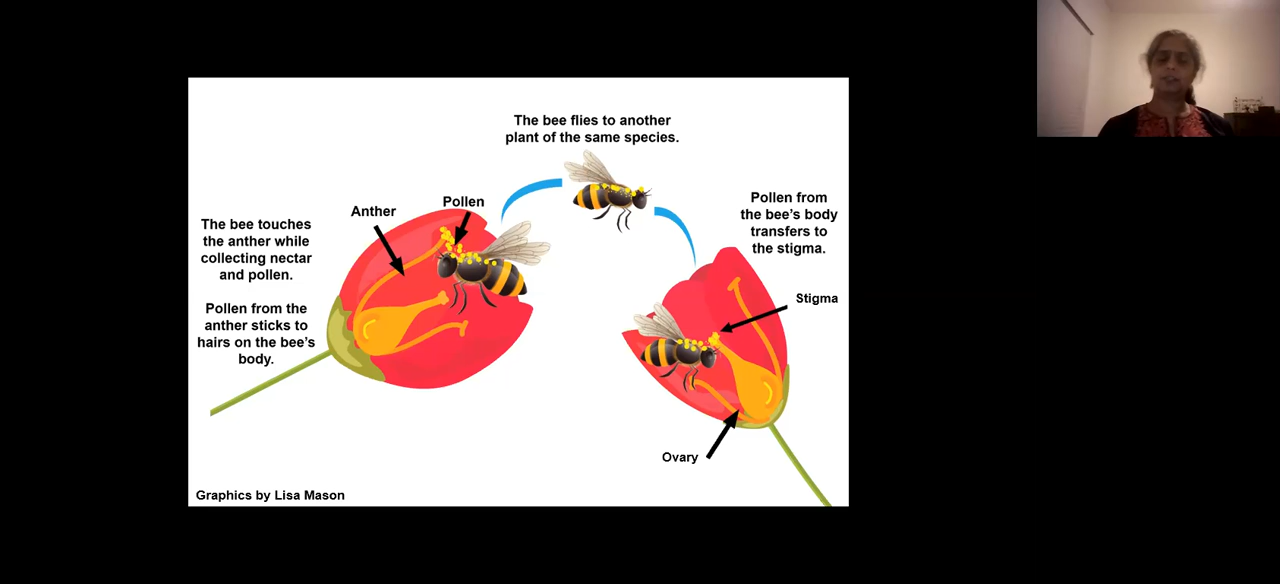 The bee flies to another
plant of the same species.
Pollen
Anther
The bee touches
the anther while
collecting nectar
and pollen.
Pollen from the
anther sticks to
hairs on the bee's
body.
Pollen from
the bee's body
transfers to
the stigma.
Stigma
Ovary
Graphics by Lisa Mason